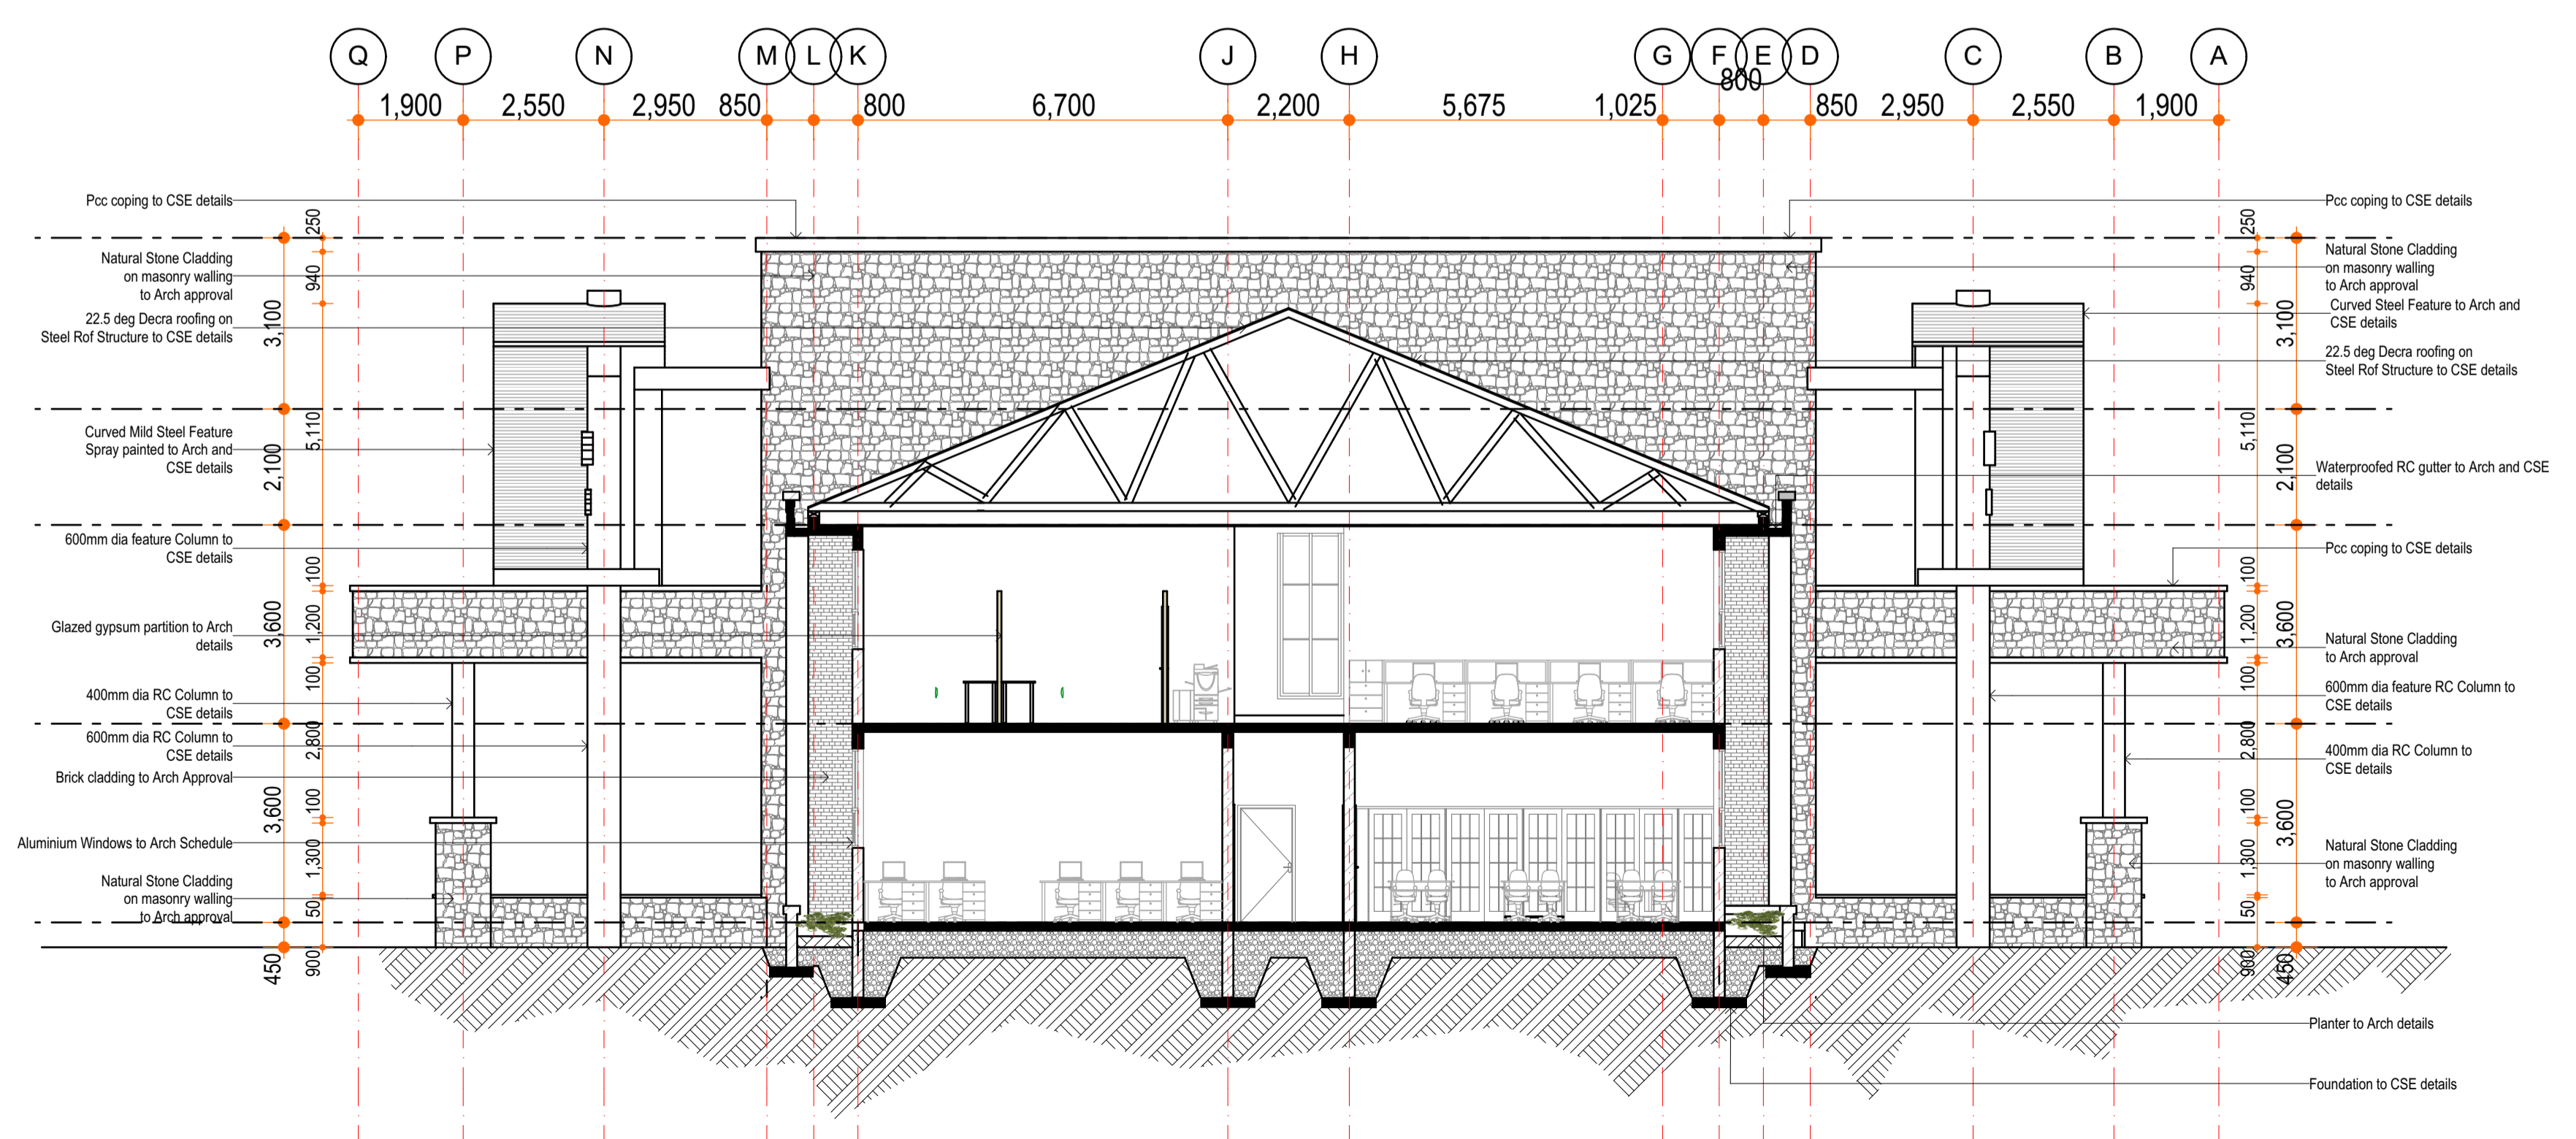 Q P N M L K J H G F E D C B A
800
1,900 2,550 2,950 850 800 6,700 2,200 5,675 1,025 850 2,950 2,550 1,900
Pcc coping to CSE details
Natural Stone Cladding
on masonry walling
to Arch approval
22.5 deg Decra roofing on
Steel Rof Structure to CSE details
Curved Mild Steel Feature
Spray painted to Arch and
CSE details
600mm dia feature Column to
CSE details
Glazed gypsum partition to Arch
details
400mm dia RC Column to
CSE details
600mm dia RC Column to
CSE details
Brick cladding to Arch Approval
Aluminium Windows to Arch Schedule
Natural Stone Cladding
on masonry walling
to Arch approval
3,100
2,100
3,600
3,600
450
250
940
5,110
100
1,200
100
2,800
100
1,300
50
900
250
940
5,110
100
1,200
100
2,800
100
1,300
50
900
3,100
2,100
3,600
3,600
450
Pcc coping to CSE details
Natural Stone Cladding
on masonry walling
to Arch approval
Curved Steel Feature to Arch and
CSE details
22.5 deg Decra roofing on
Steel Rof Structure to CSE details
Waterproofed RC gutter to Arch and CSE
details
Pcc coping to CSE details
Natural Stone Cladding
to Arch approval
600mm dia feature RC Column to
CSE details
400mm dia RC Column to
CSE details
Natural Stone Cladding
on masonry walling
to Arch approval
Planter to Arch details
Foundation to CSE details